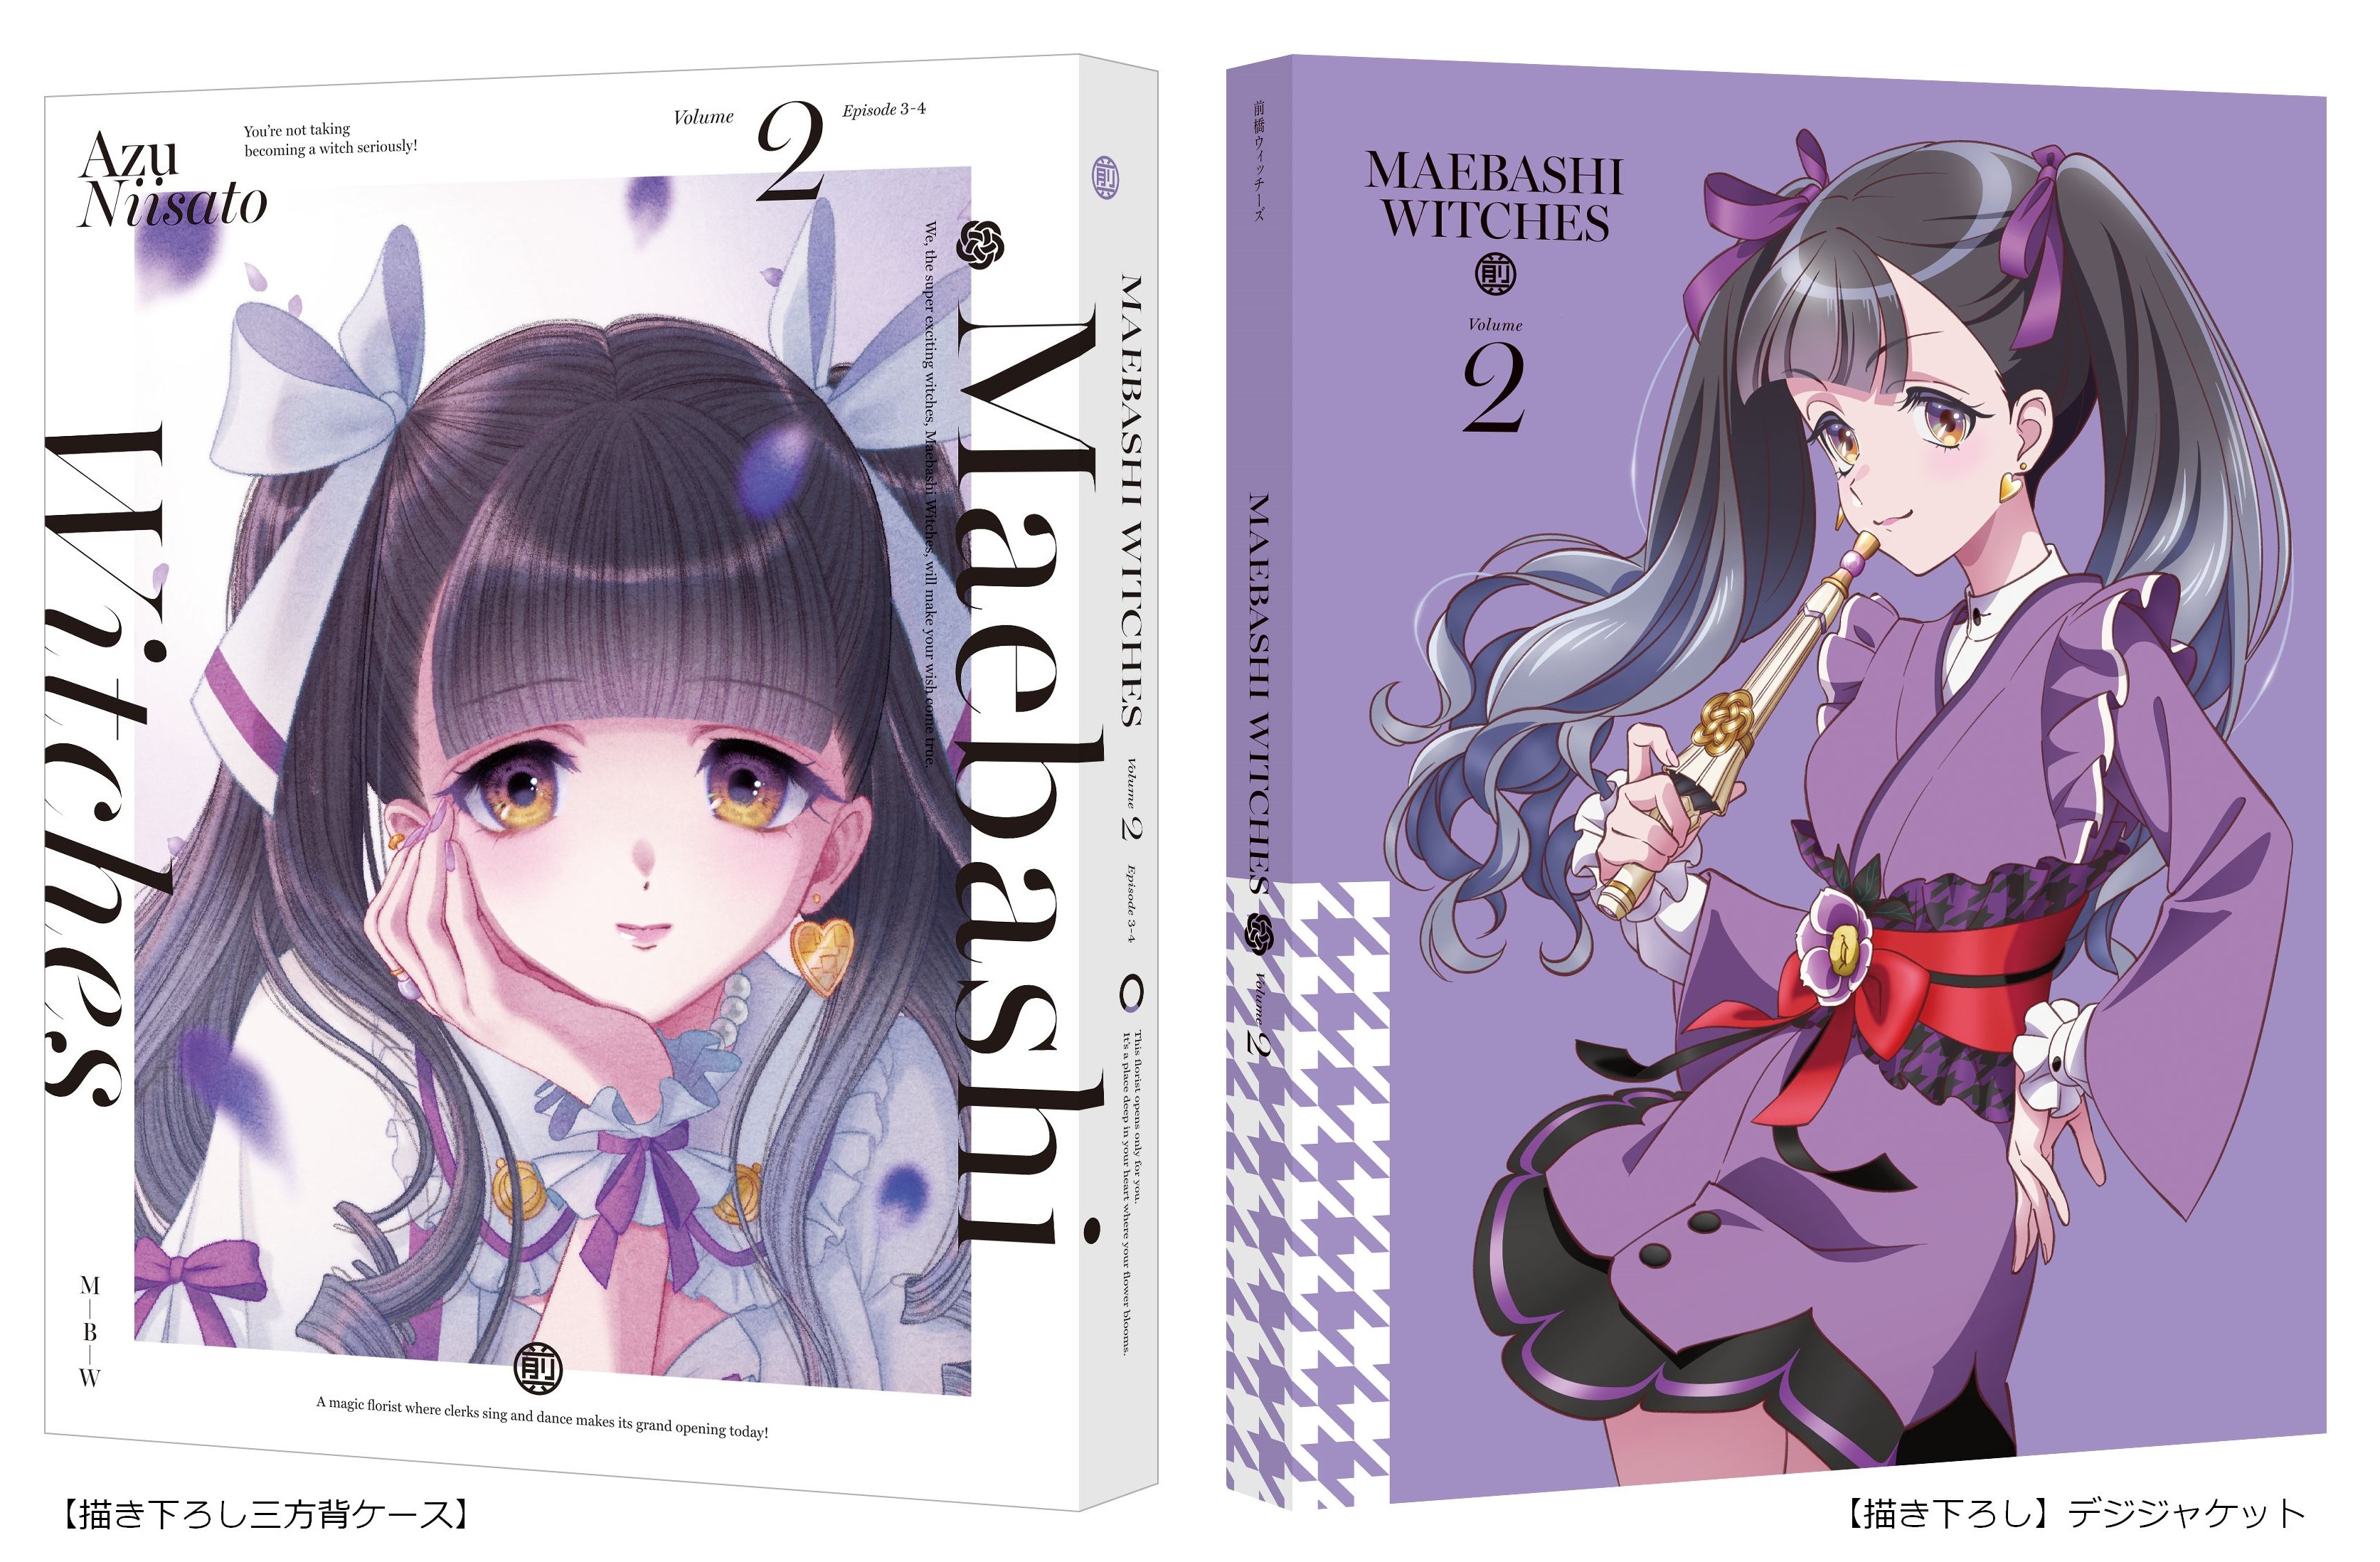 Azu
Niisato
You're not taking
becoming a witch seriously!
Volume
2
Episode 3-4
We, the super exciting witches, Maebashi Witches, will make your wish come true.
Maebashi
Witches
M
B
W
前
A magic florist where clerks sing and dance makes its grand opening today!
前
MAEBASHI WITCHES
Volume 2
Episode 3-4
This florist opens only for you.
It's a place deep in your heart where your flower blooms.
【描き下ろし三方背ケース】
前橋ウィッチーズ
MAEBASHI WITCHES
Volume 2
MAEBASHI
WITCHES
前
Volume
2
【描き下ろし】デジジャケット